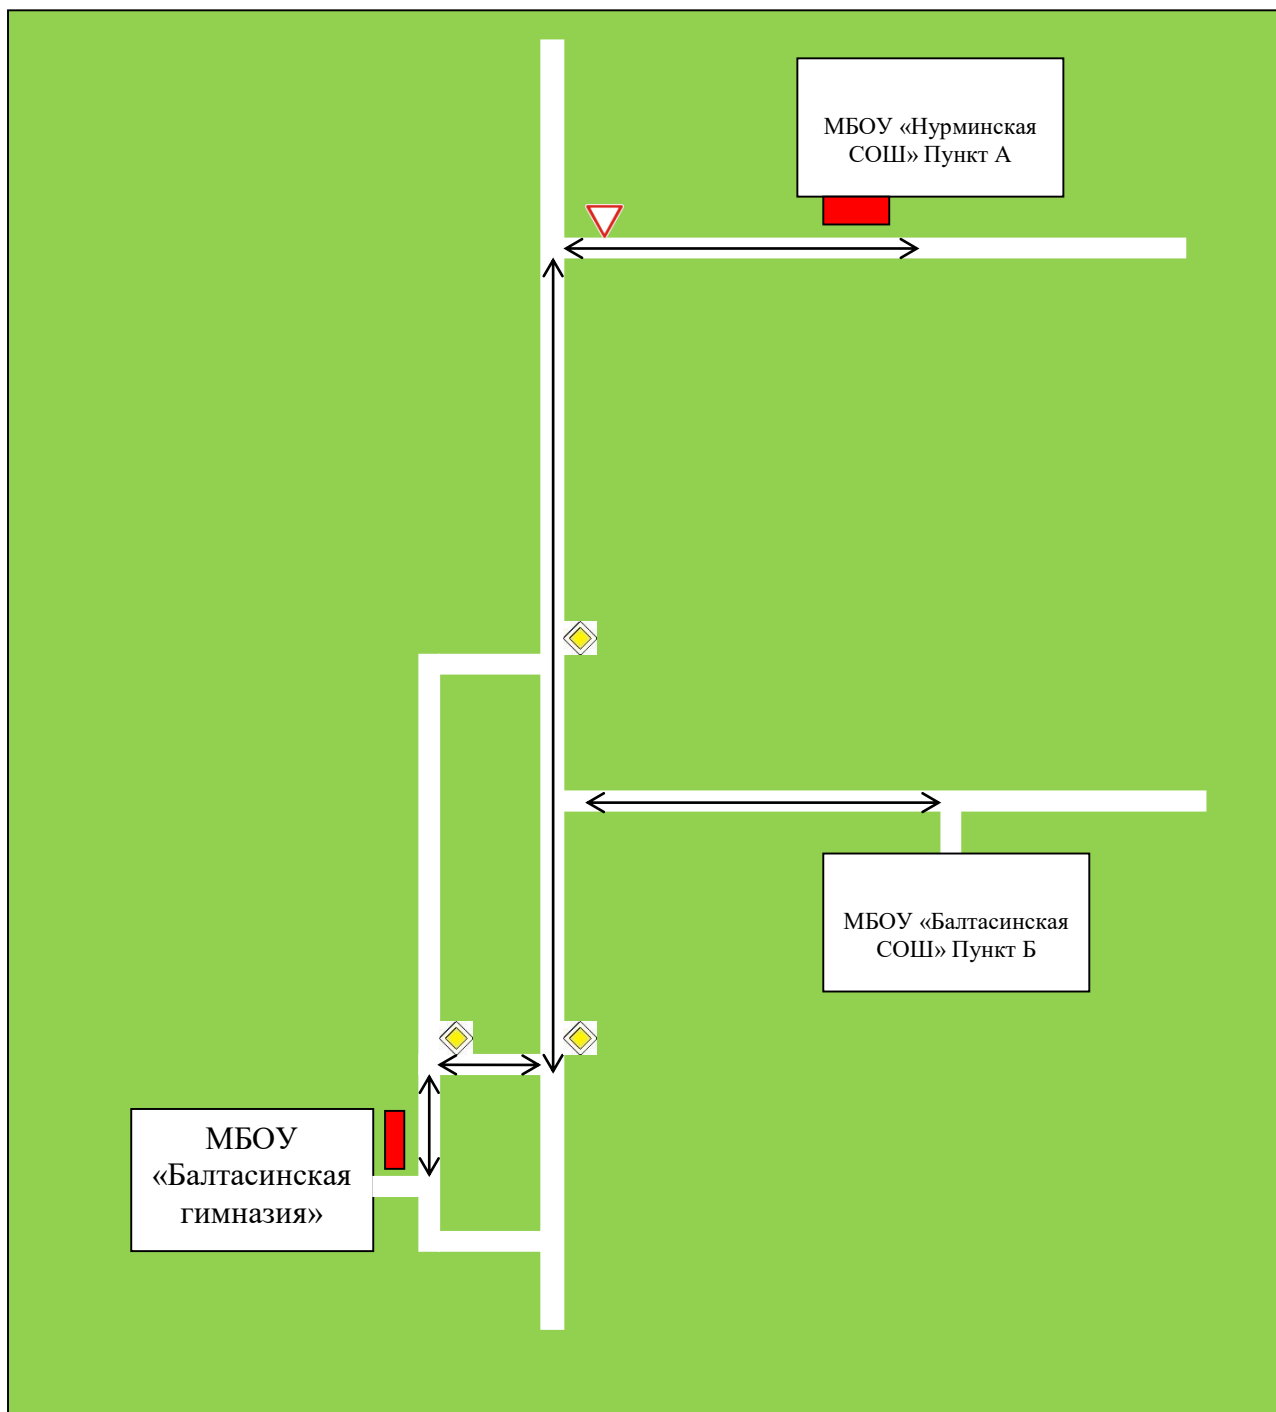 МБОУ «Нурминская
СОШ» Пункт А
МБОУ «Балтасинская
СОШ» Пункт Б
МБОУ
«Балтасинская
гимназия»